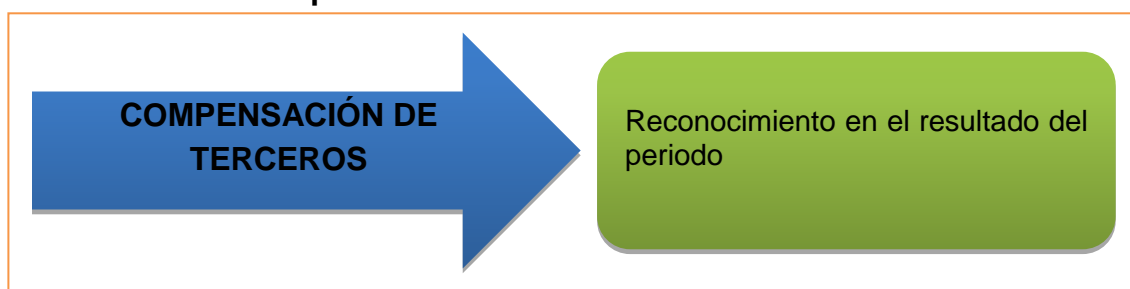 COMPENSACIÓN DE
TERCEROS
Reconocimiento en el resultado del
periodo